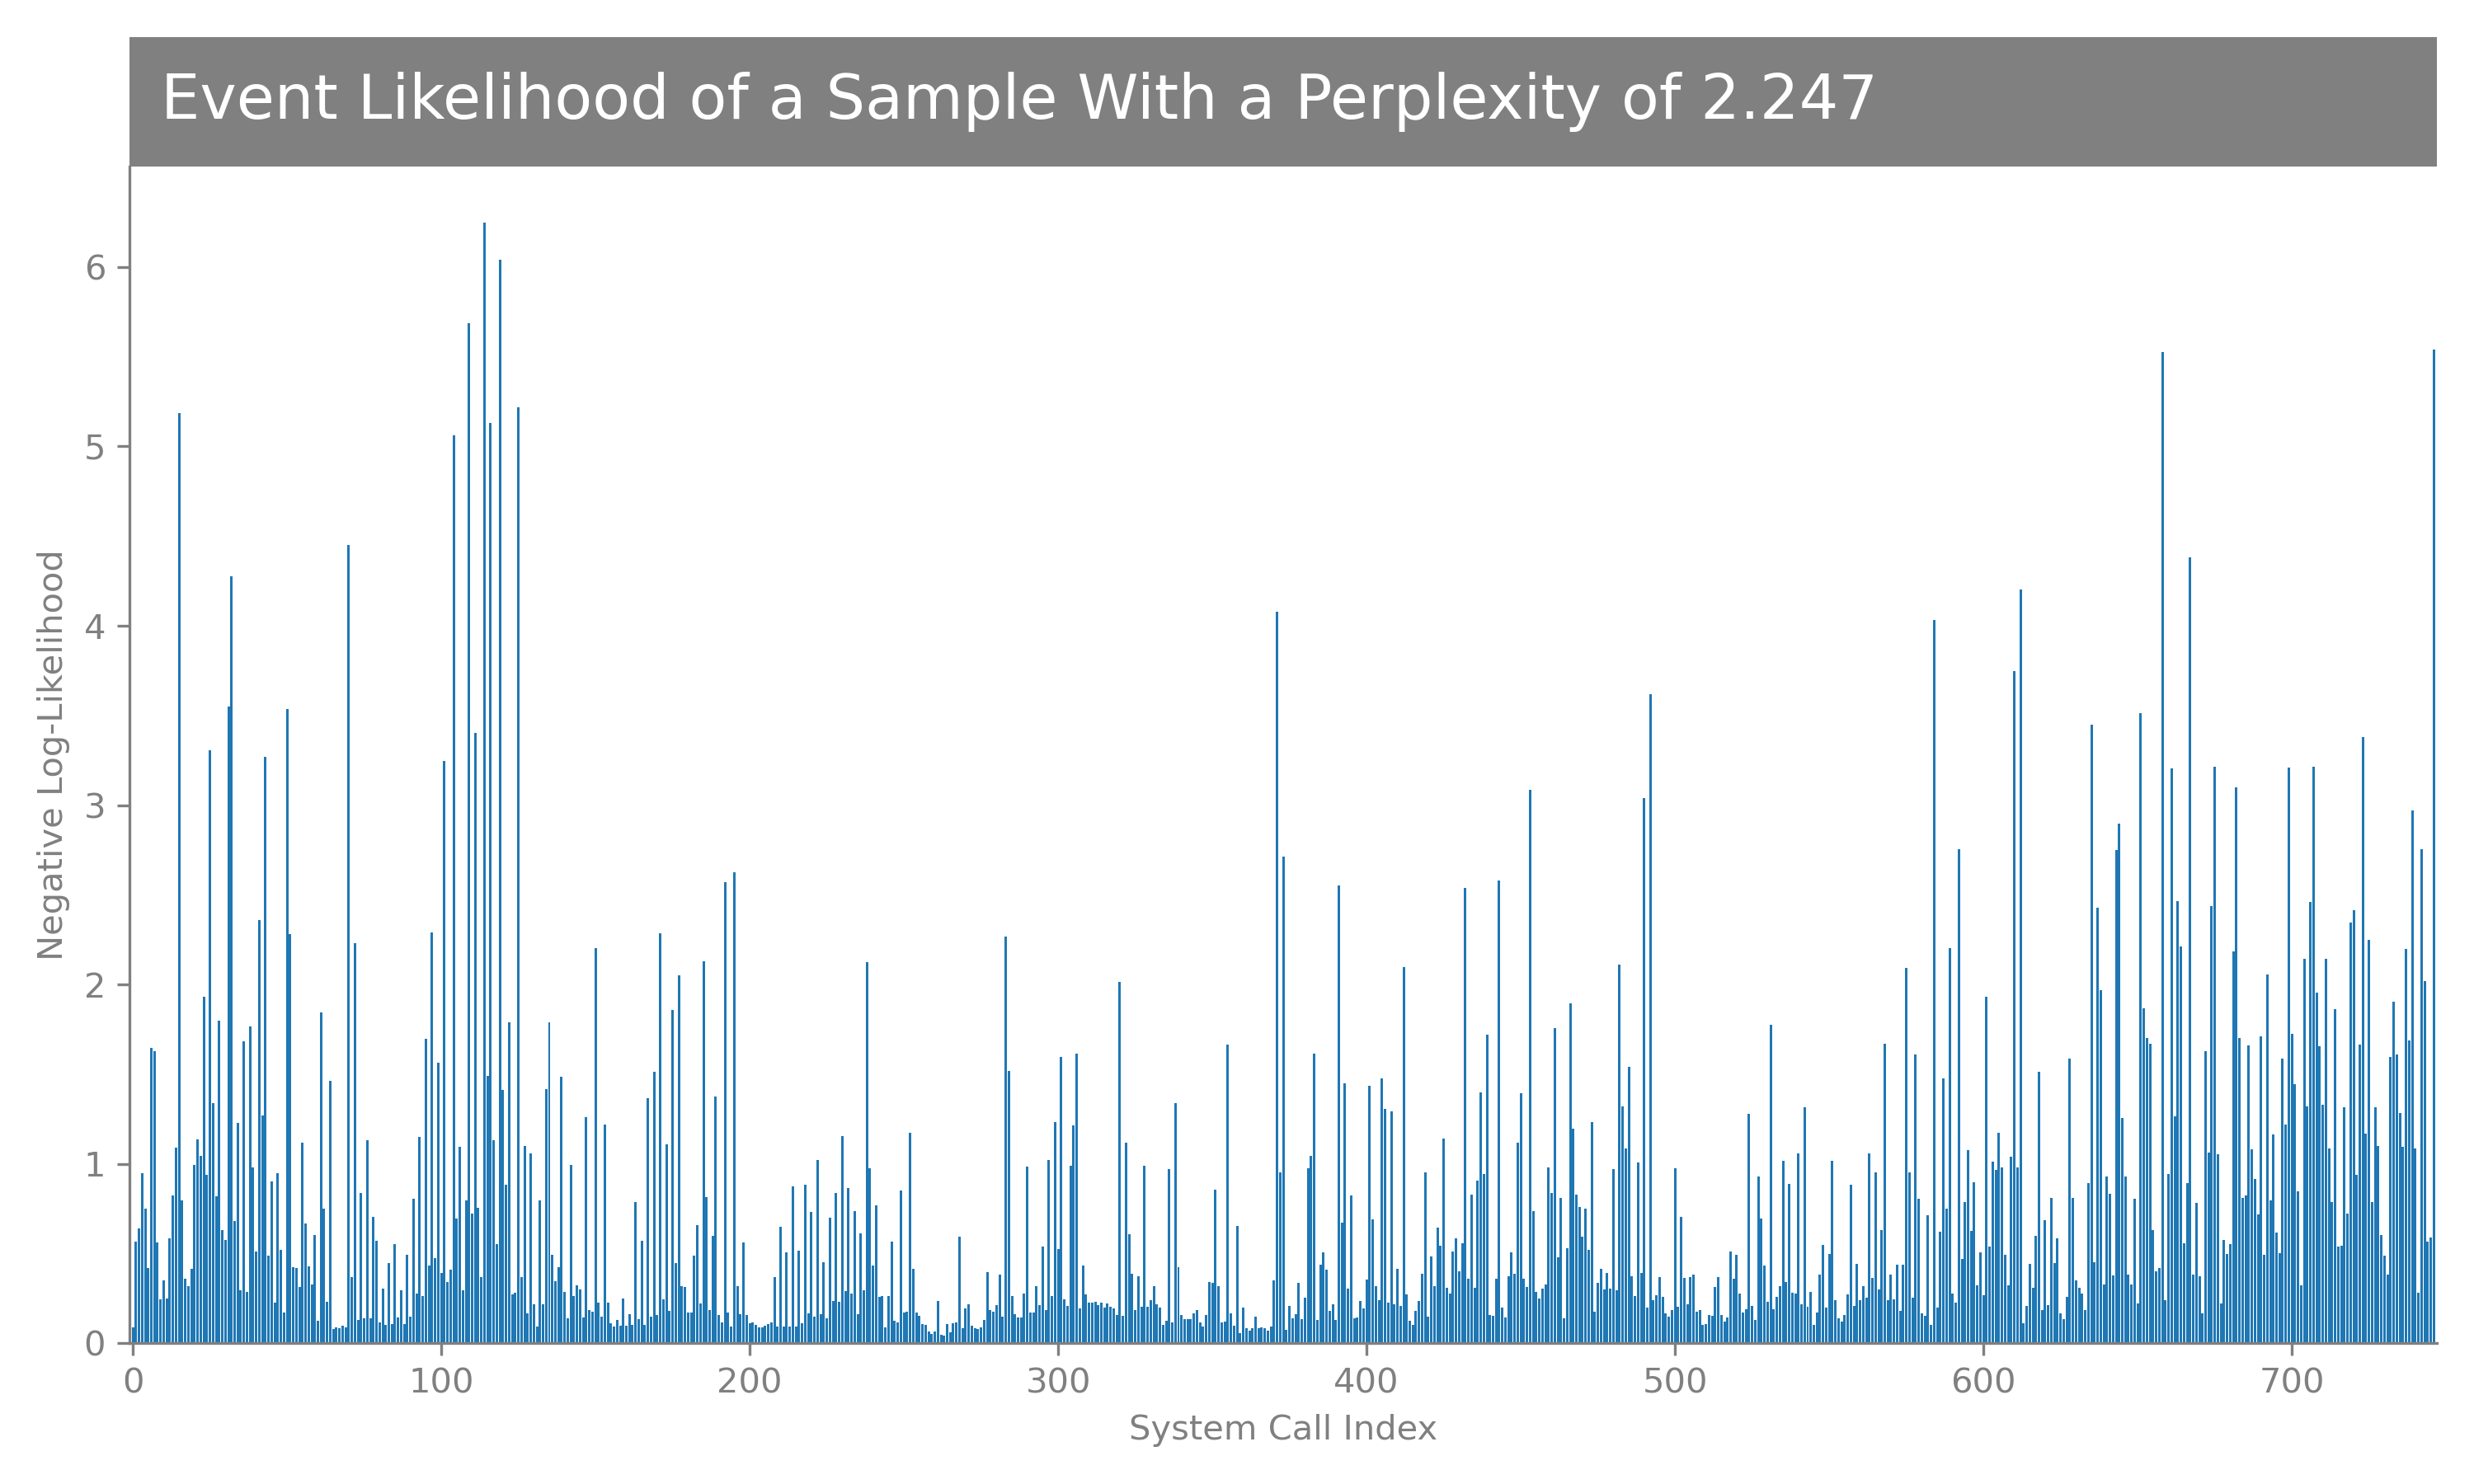 Event Likelihood of a Sample With a Perplexity of 2.247
Negative Log-Likelihood
6
5
4
3
2
1
0
0 100 200 300 400 500 600 700
System Call Index